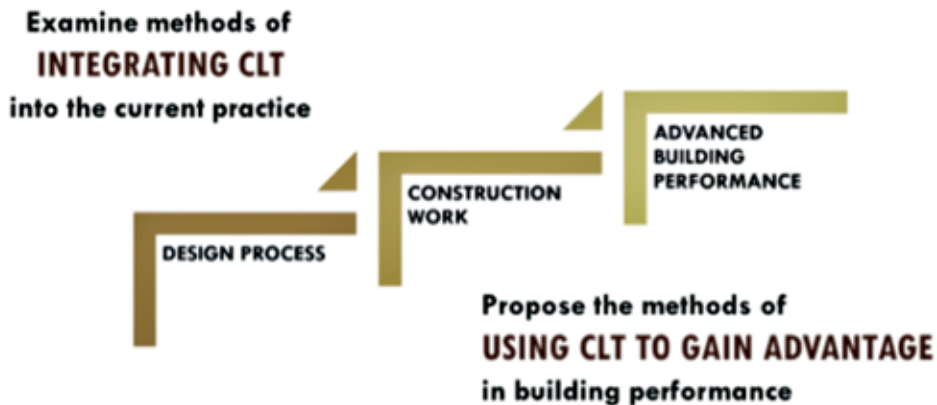 Examine methods of
INTEGRATING CLT
into the current practice
DESIGN PROCESS
CONSTRUCTION
WORK
ADVANCED
BUILDING
PERFORMANCE
Propose the methods of
USING CLT TO GAIN ADVANTAGE
in building performance